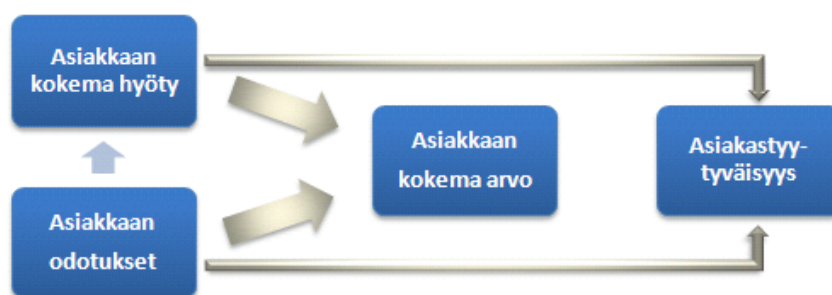 Asiakkaan
kokema hyöty
Asiakkaan
kokema arvo
Asiakastyy-
tyväisyys
Asiakkaan
odotukset